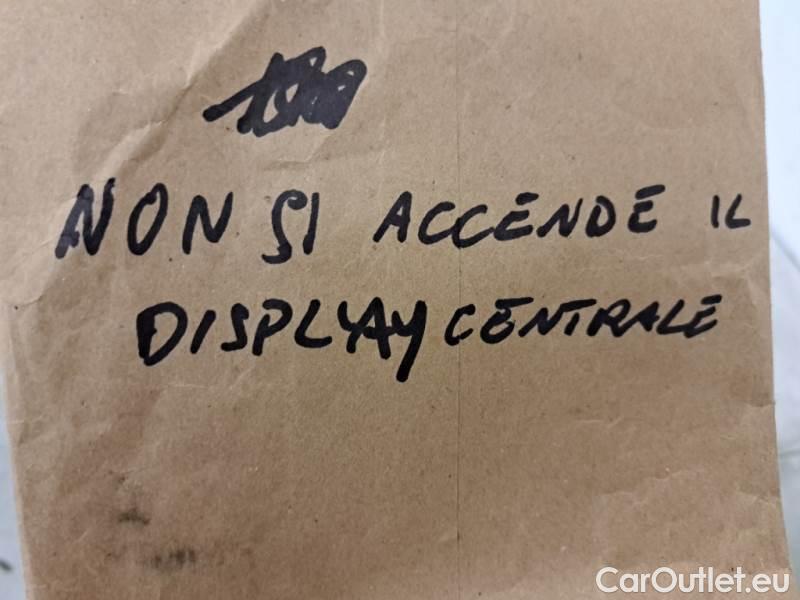 NON SI ACCENDE IL
DISPLAY CENTRALE
CarOutlet.eu